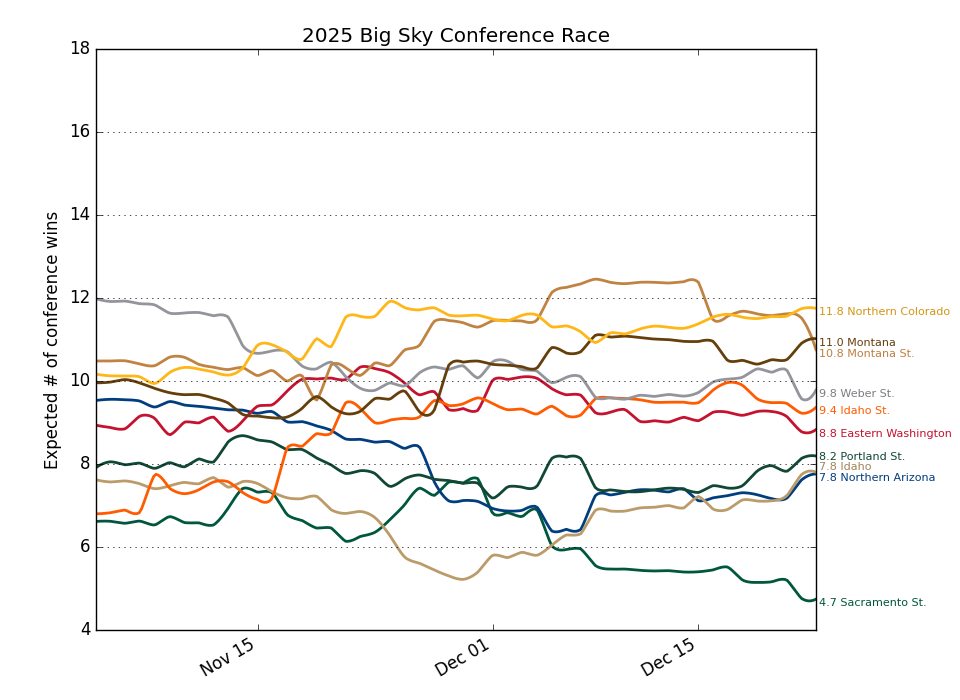 2025 Big Sky Conference Race
Expected # of conference wins
18
16
14
12
10
8
6
4
Nov 15
Dec 01
Dec 15
11.8 Northern Colorado
11.0 Montana
10.8 Montana St.
9.8 Weber St.
9.4 Idaho St.
8.8 Eastern Washington
8.2 Portland St.
7.8 Idaho
7.8 Northern Arizona
4.7 Sacramento St.